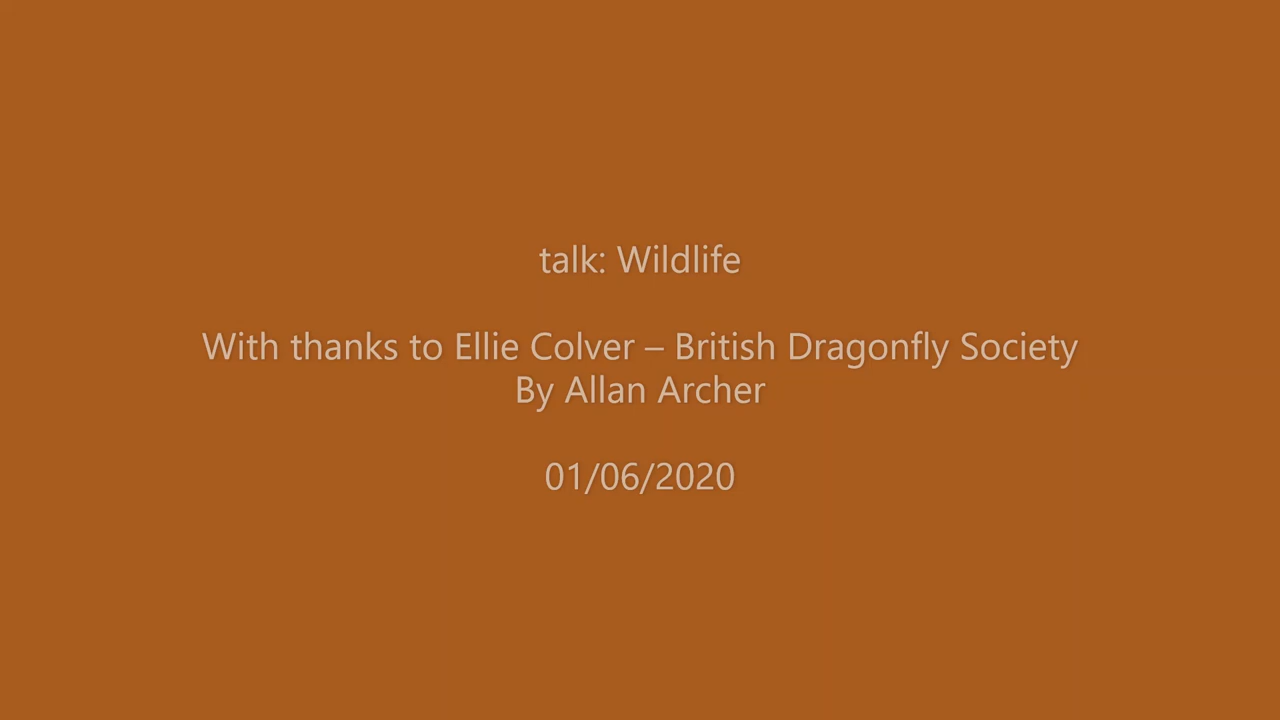 talk: Wildlife
With thanks to Ellie Colver – British Dragonfly Society
By Allan Archer
01/06/2020